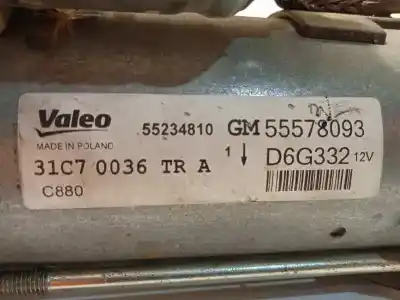 Valeo 55234810 GM 55578093
MADE IN POLAND
31C7 0036 TR A 1 ↓ D6G332 12V
C880